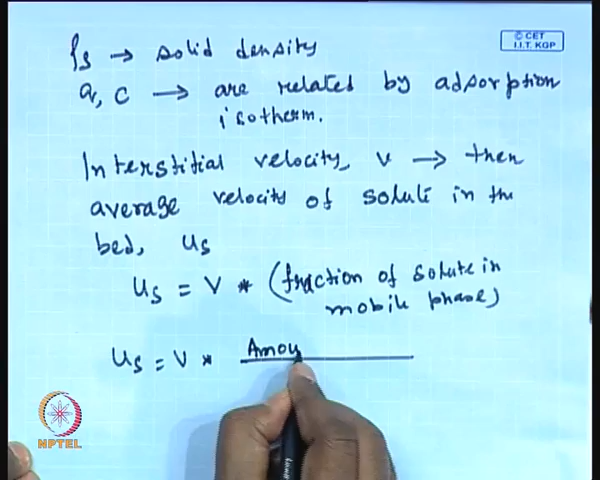 © CET
I.I.T. KGP
ρs → solid density
q, c → are related by adsorption
isotherm.
Interstitial velocity, v → then
average velocity of solute in the
bed, us
us = v * (fraction of solute in
mobile phase)
us = v * Amou
NPTEL